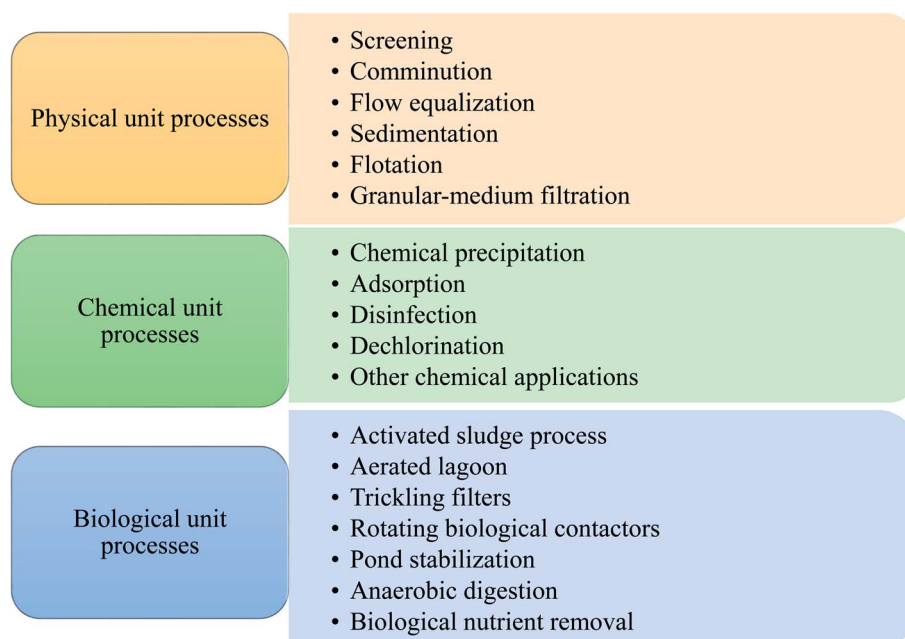 Physical unit processes
• Screening
• Comminution
• Flow equalization
• Sedimentation
• Flotation
• Granular-medium filtration
Chemical unit
processes
• Chemical precipitation
• Adsorption
• Disinfection
• Dechlorination
• Other chemical applications
Biological unit
processes
• Activated sludge process
• Aerated lagoon
• Trickling filters
• Rotating biological contactors
• Pond stabilization
• Anaerobic digestion
• Biological nutrient removal